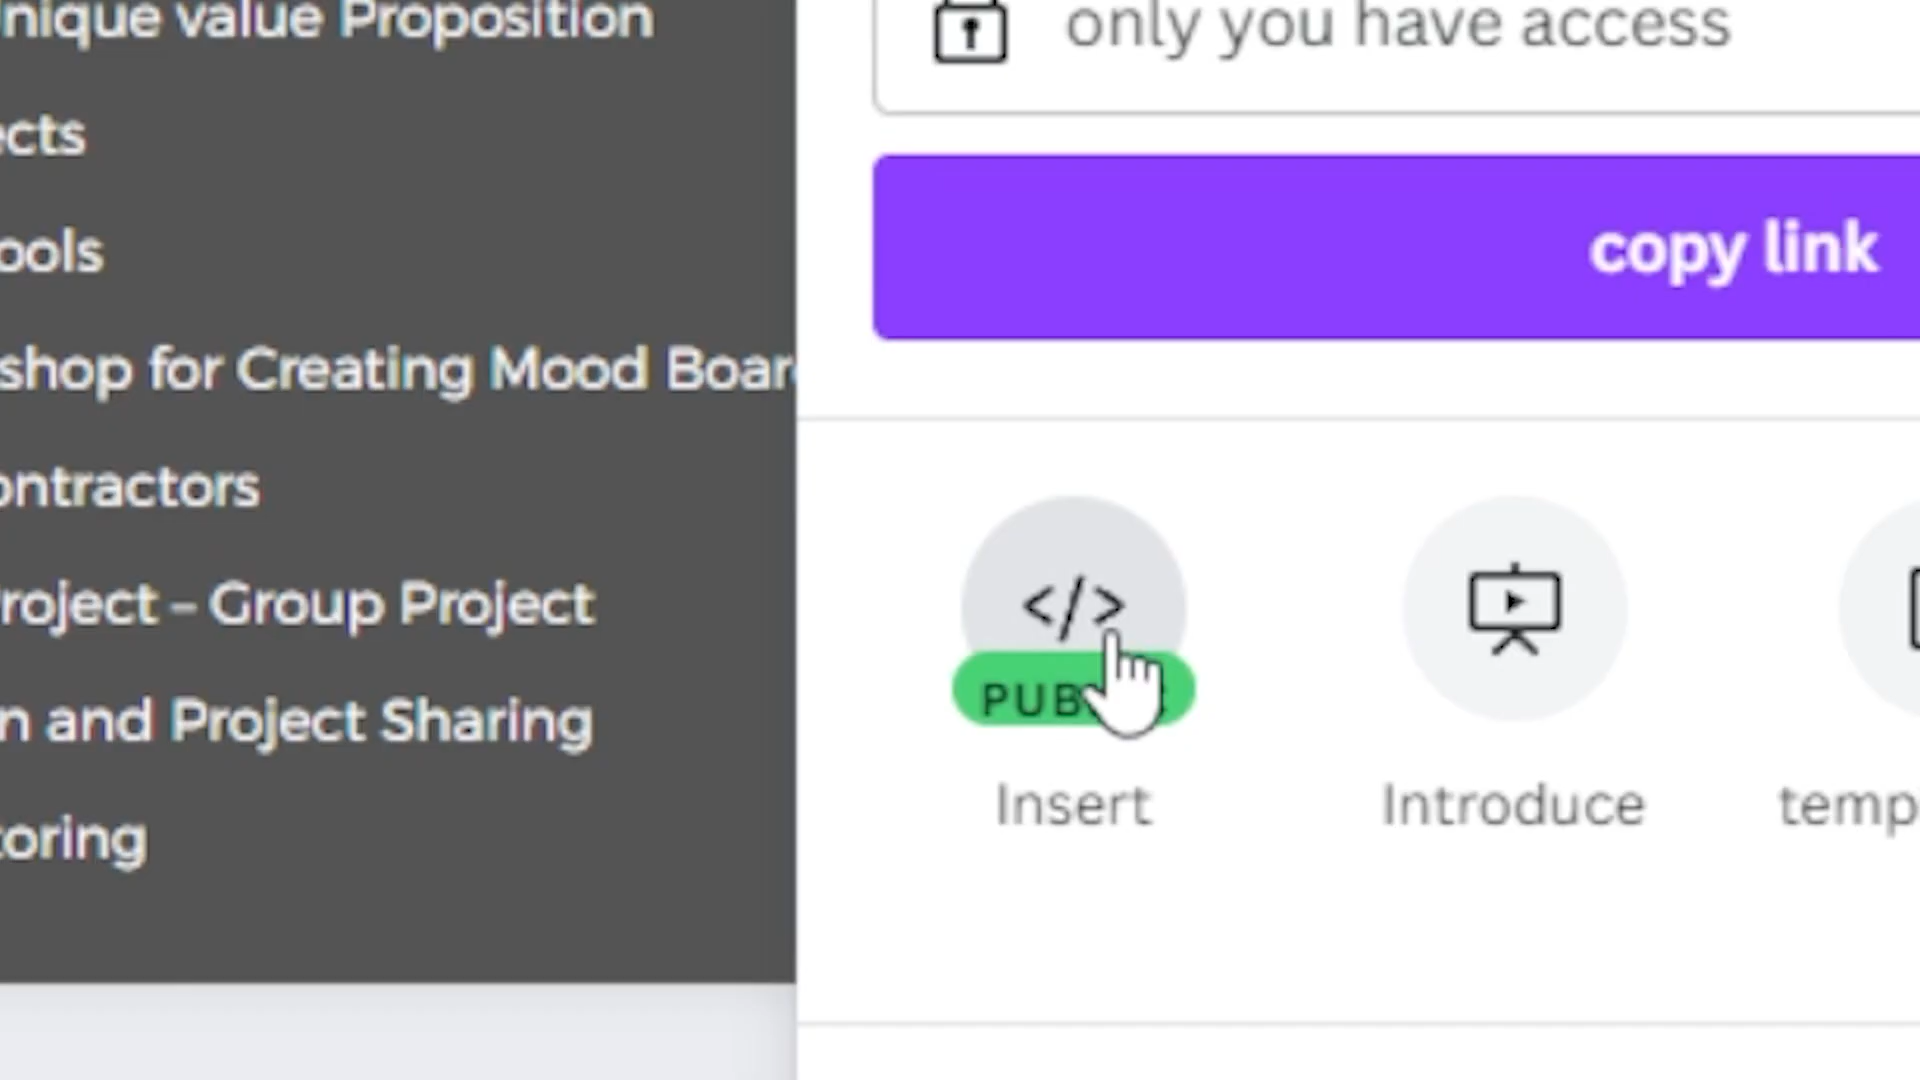 nique value Proposition
ects
ools
shop for Creating Mood Boar
ontractors
roject – Group Project
n and Project Sharing
toring
only you have access
copy link
</>
Insert
Introduce
temp